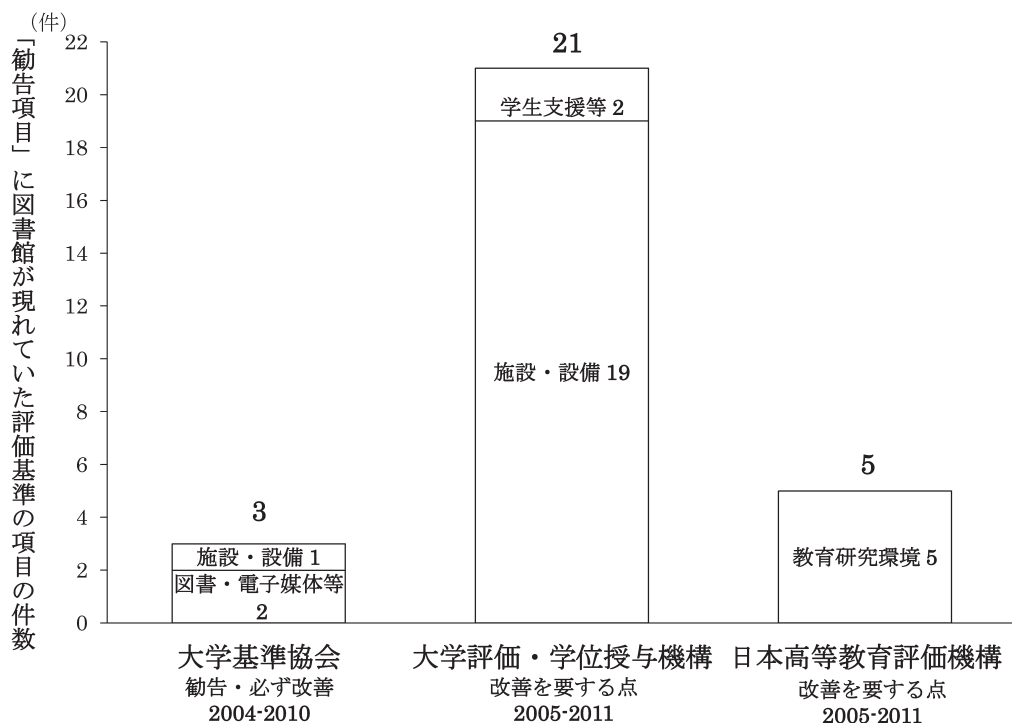 （件）
「勧告項目」に図書館が現れていた評価基準の項目の件数
22
20
18
16
14
12
10
8
6
4
2
0
3
施設・設備 1
図書・電子媒体等
2
21
学生支援等 2
施設・設備 19
5
教育研究環境 5
大学基準協会
勧告・必ず改善
2004-2010
大学評価・学位授与機構
改善を要する点
2005-2011
日本高等教育評価機構
改善を要する点
2005-2011